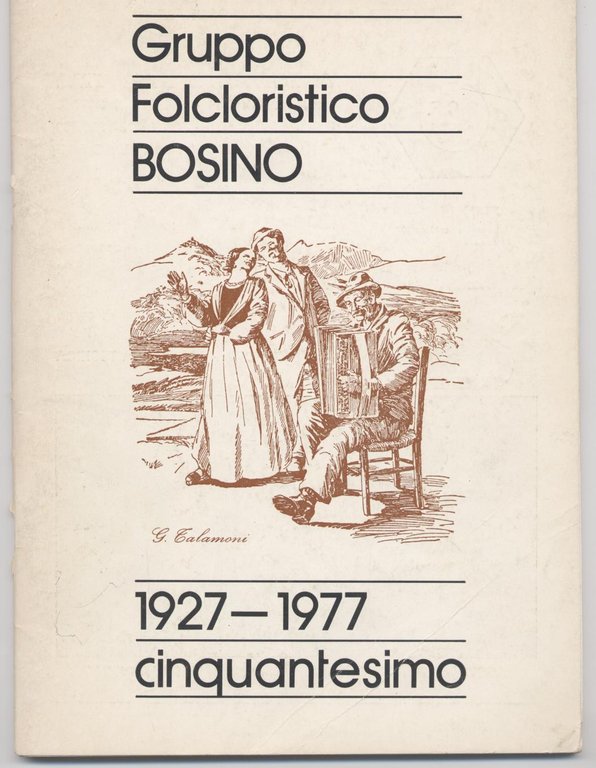 Gruppo
Folcloristico
BOSINO
G. Talamoni
1927—1977
cinquantesimo